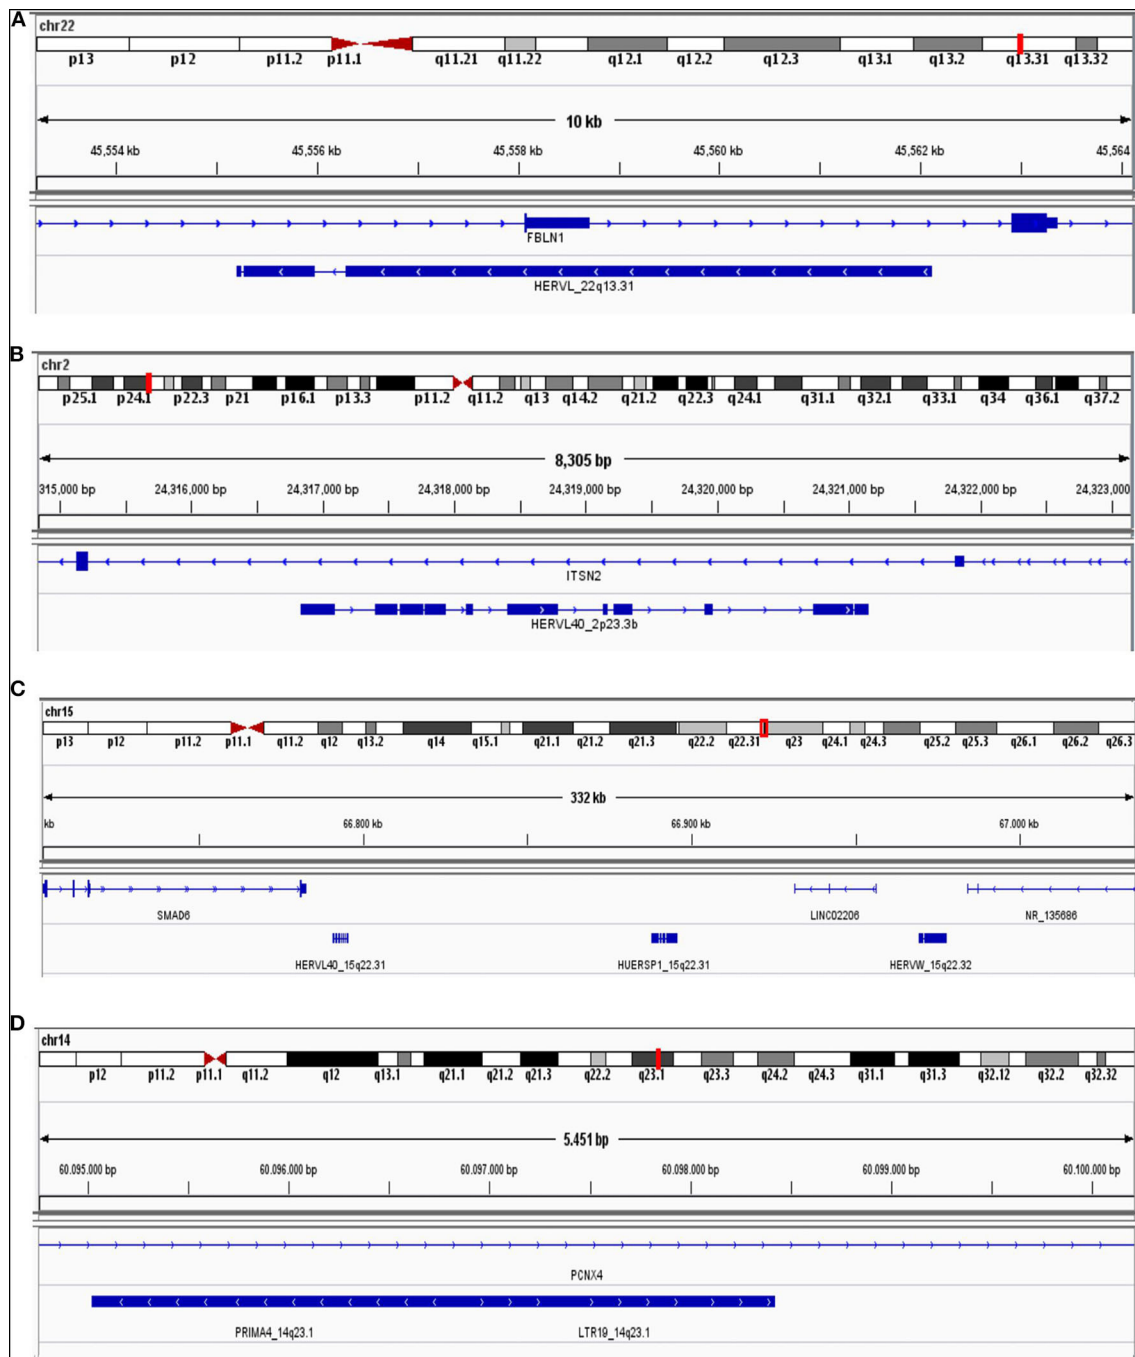 A
chr22
p13 p12 p11.2 p11.1 q11.21 q11.22 q12.1 q12.2 q12.3 q13.1 q13.2 q13.31 q13.32
10 kb
45,554 kb 45,556 kb 45,558 kb 45,560 kb 45,562 kb 45,564
FBLN1
HERVL_22q13.31
B
chr2
p25.1 p24.1 p22.3 p21 p16.1 p13.3 p11.2 q11.2 q13 q14.2 q21.2 q22.3 q24.1 q31.1 q32.1 q33.1 q34 q36.1 q37.2
8,305 bp
315,000 bp 24,316,000 bp 24,317,000 bp 24,318,000 bp 24,319,000 bp 24,320,000 bp 24,321,000 bp 24,322,000 bp 24,323,000
ITSN2
HERVL40_2p23.3b
C
chr15
p13 p12 p11.2 p11.1 q11.2 q12 q13.2 q14 q15.1 q21.1 q21.2 q21.3 q22.2 q22.31 q23 q24.1 q24.3 q25.2 q25.3 q26.1 q26.2 q26.3
332 kb
kb 66.800 kb 66.900 kb 67.000 kb
SMAD6 LINC02206 NR_135686
HERVL40_15q22.31 HUERSP1_15q22.31 HERVW_15q22.32
D
chr14
p12 p11.2 p11.1 q11.2 q12 q13.1 q21.1 q21.2 q21.3 q22.2 q23.1 q23.3 q24.2 q24.3 q31.1 q31.3 q32.12 q32.2 q32.32
5.451 bp
60.095.000 bp 60.096.000 bp 60.097.000 bp 60.098.000 bp 60.099.000 bp 60.100.000 bp
PCNX4
PRIMA4_14q23.1 LTR19_14q23.1